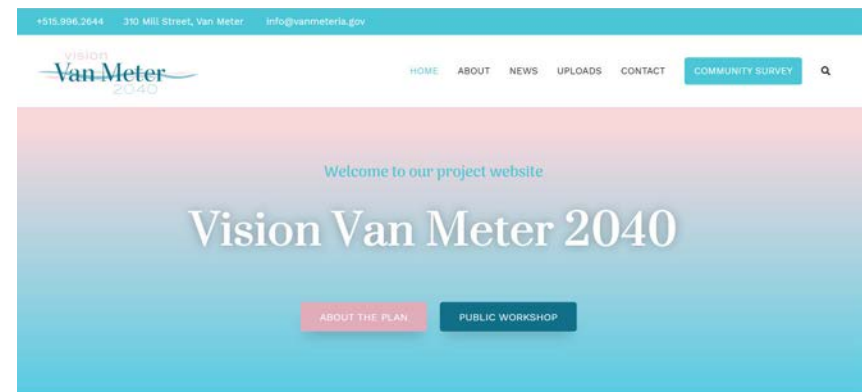 +515.996.2644 310 Mill Street, Van Meter info@vanmeteria.gov
vision
Van Meter
2040
HOME ABOUT NEWS UPLOADS CONTACT COMMUNITY SURVEY
Welcome to our project website
Vision Van Meter 2040
ABOUT THE PLAN PUBLIC WORKSHOP